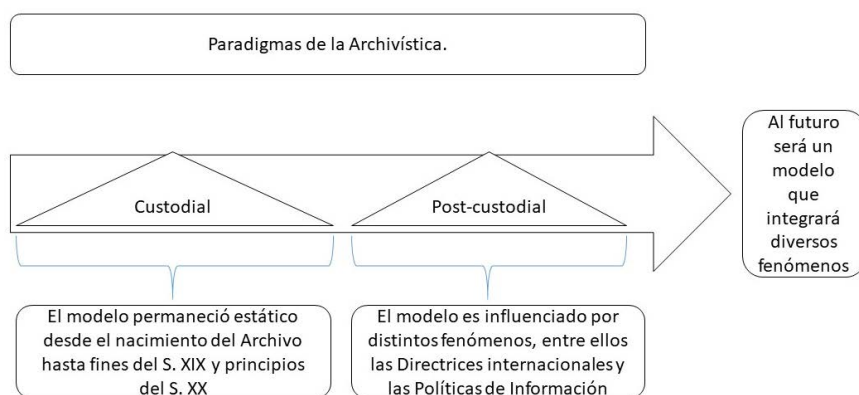 Paradigmas de la Archivística.
Custodial
Post-custodial
Al futuro
será un
modelo
que
integrará
diversos
fenómenos
El modelo permaneció estático
desde el nacimiento del Archivo
hasta fines del S. XIX y principios
del S. XX
El modelo es influenciado por
distintos fenómenos, entre ellos
las Directrices internacionales y
las Políticas de Información